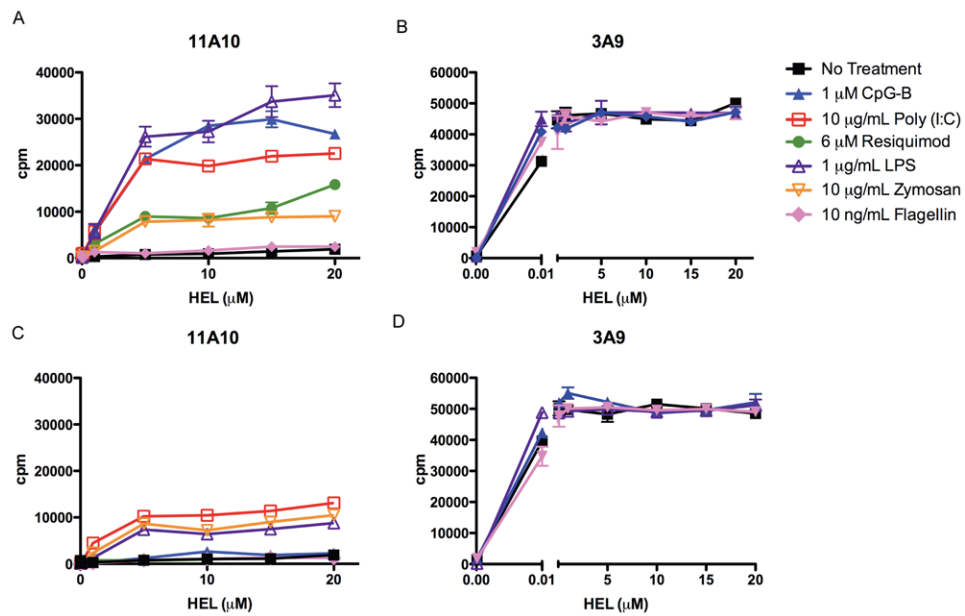 A
11A10
cpm
40000
30000
20000
10000
0
0
10
20
HEL (μM)
B
3A9
cpm
60000
50000
40000
30000
20000
10000
0
0.00
0.01
1
5
10
15
20
HEL (μM)
No Treatment
1 μM CpG-B
10 μg/mL Poly (I:C)
6 μM Resiquimod
1 μg/mL LPS
10 μg/mL Zymosan
10 ng/mL Flagellin
C
11A10
cpm
40000
30000
20000
10000
0
0
10
20
HEL (μM)
D
3A9
cpm
60000
50000
40000
30000
20000
10000
0
0.00
0.01
1
5
10
15
20
HEL (μM)